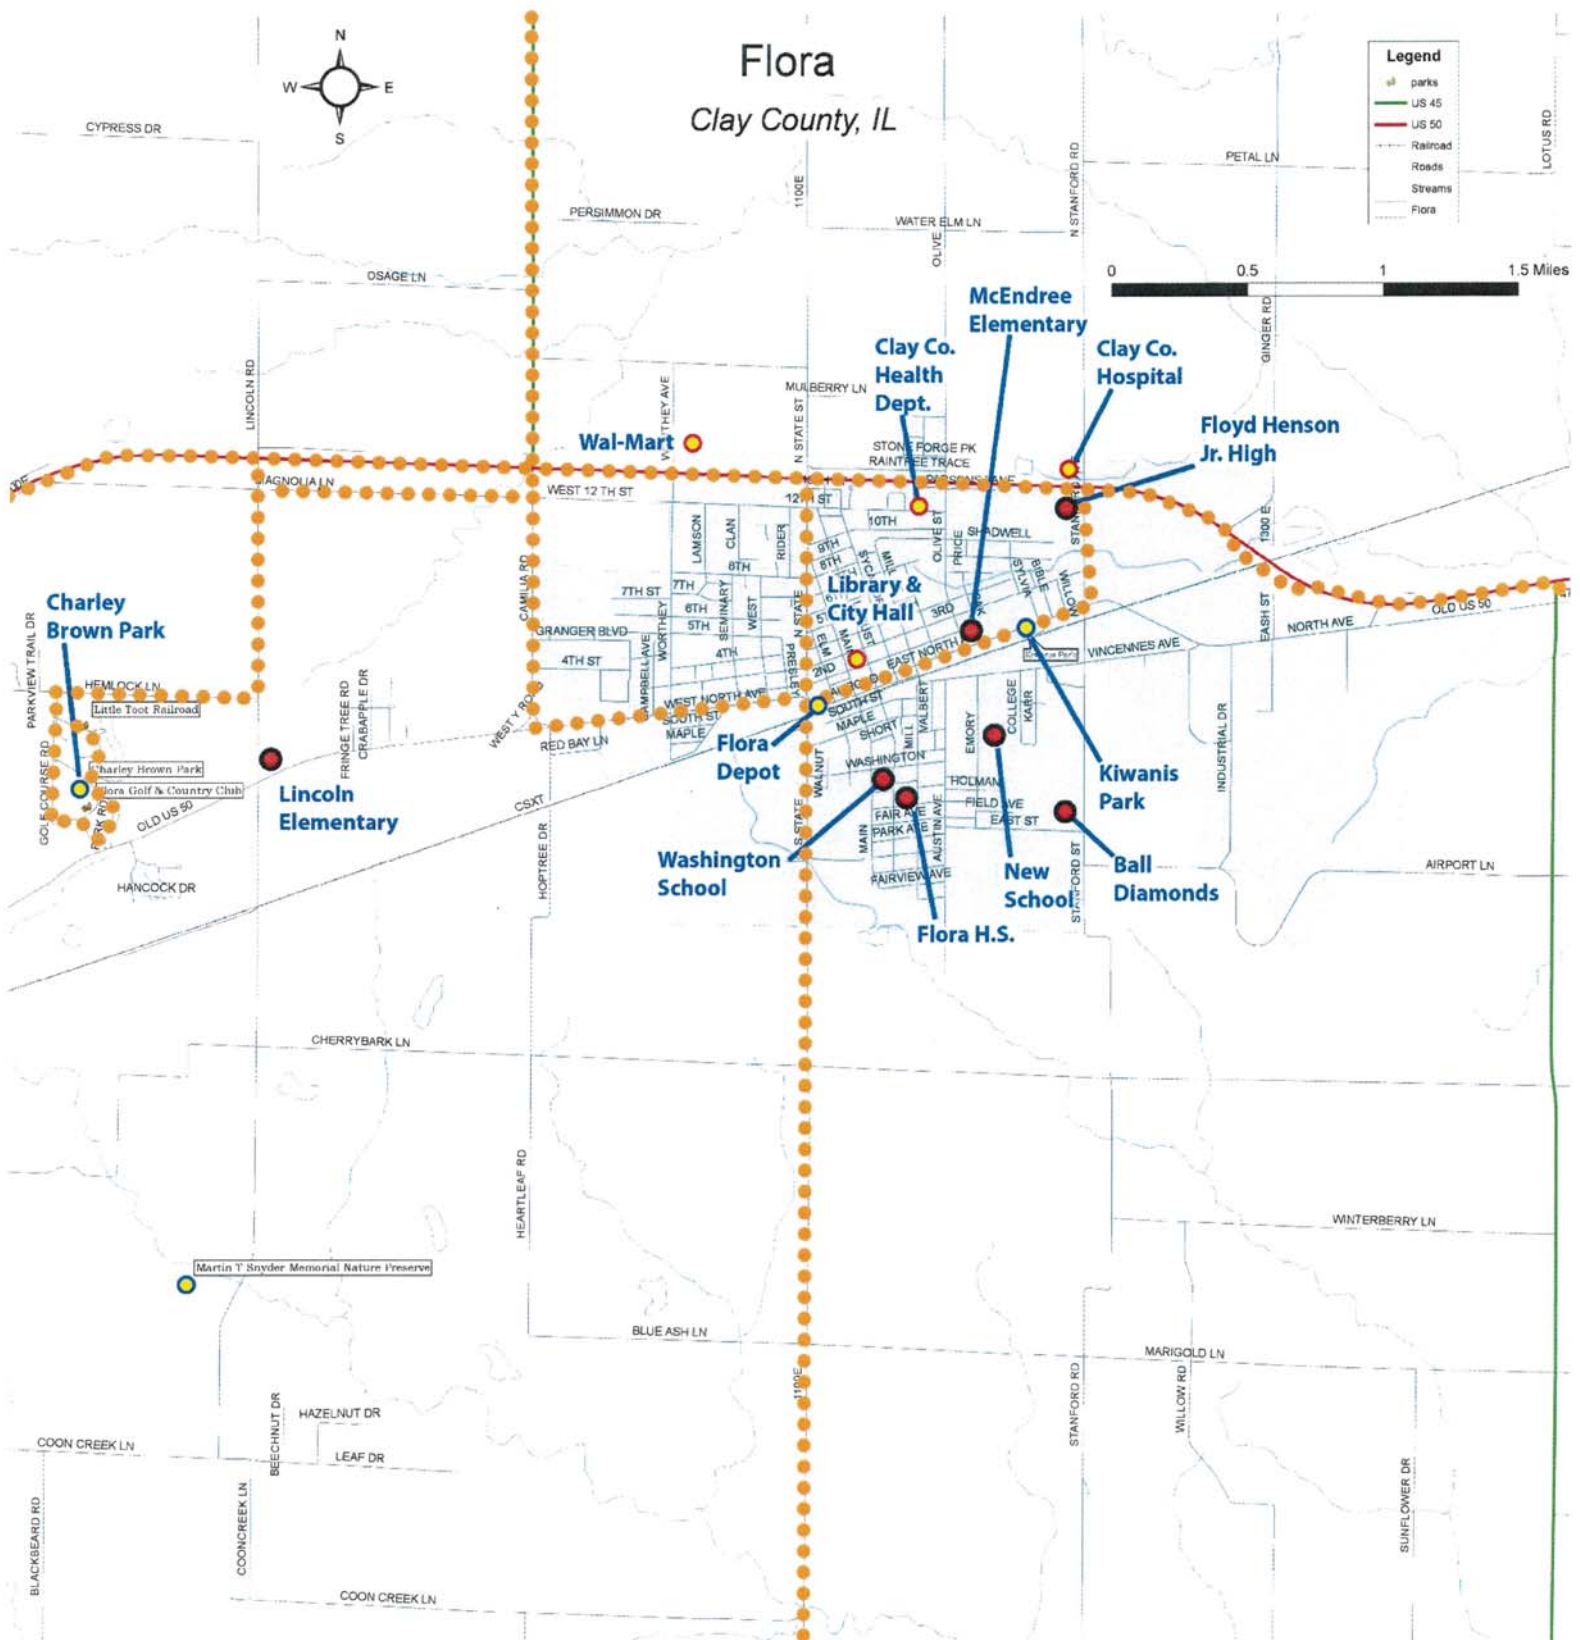 N
W
E
S
Flora
Clay County, IL
Legend
parks
US 45
US 50
Railroad
Roads
Streams
Flora
0
0.5
1
1.5 Miles
CYPRESS DR
PETAL LN
LOTUS RD
N STANFORD RD
1100E
PERSIMMON DR
WATER ELM LN
OLIVE
OSAGE LN
GINGER RD
McEndree
Elementary
Clay Co.
Health
Dept.
Clay Co.
Hospital
LINCOLN RD
MULBERRY LN
N STATE ST
Floyd Henson
Jr. High
Wal-Mart
STONE FORGE PK
RAINTREE TRACE
WEST 12 TH ST
12TH ST
10TH
OLIVE ST
PRICE
SHADWELL
1300 E
LAMSON
CLAN
RIDER
9TH
8TH
8TH
MILL
SYLVIA
BIBLE
CAMILIA RD
7TH ST
7TH
6TH
5TH
SEMINARY
WEST
WORTHEY
N STATE
Library &
City Hall
3RD
Charley
Brown Park
OLD US 50
NORTH AVE
EASH ST
VINCENNES AVE
GRANGER BLVD
4TH ST
4TH
PRESLEY
ELM
2ND
EAST NORTH
PARKVIEW TRAIL DR
HEMLOCK LN
Little Toot Railroad
FRINGE TREE RD
CRABAPPLE DR
WEST NORTH AVE
SOUTH ST
MAPLE
SOUTH ST
MAPLE
SHORT
MILL
EMORY
COLLEGE
KARR
INDUSTRIAL DR
RED BAY LN
Flora
Depot
WALNUT
WASHINGTON
HOLMAN
Kiwanis
Park
GOLF COURSE RD
Charley Brown Park
Flora Golf & Country Club
OLD US 50
Lincoln
Elementary
CSXT
FIELD AVE
EAST ST
FAIR AVE
PARK AVE
MAIN
AUSTIN AVE
S STATE
HOPTREE DR
Washington
School
New
School
Ball
Diamonds
AIRPORT LN
HANCOCK DR
FAIRVIEW AVE
STANFORD ST
Flora H.S.
CHERRYBARK LN
HEARTLEAF RD
WINTERBERRY LN
Martin T Snyder Memorial Nature Preserve
BLUE ASH LN
MARIGOLD LN
1100E
STANFORD RD
WILLOW RD
BEECHNUT DR
HAZELNUT DR
COON CREEK LN
LEAF DR
SUNFLOWER DR
BLACKBEARD RD
COONCREEK LN
COON CREEK LN